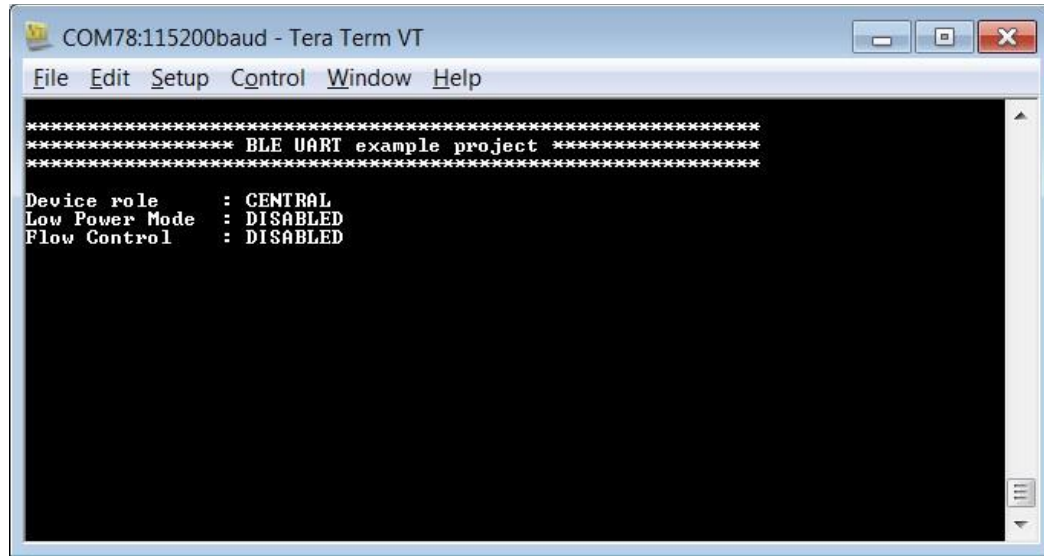 COM78:115200baud - Tera Term VT
File Edit Setup Control Window Help
***********************************************************
***************** BLE UART example project *****************
***********************************************************
Device role : CENTRAL
Low Power Mode : DISABLED
Flow Control : DISABLED